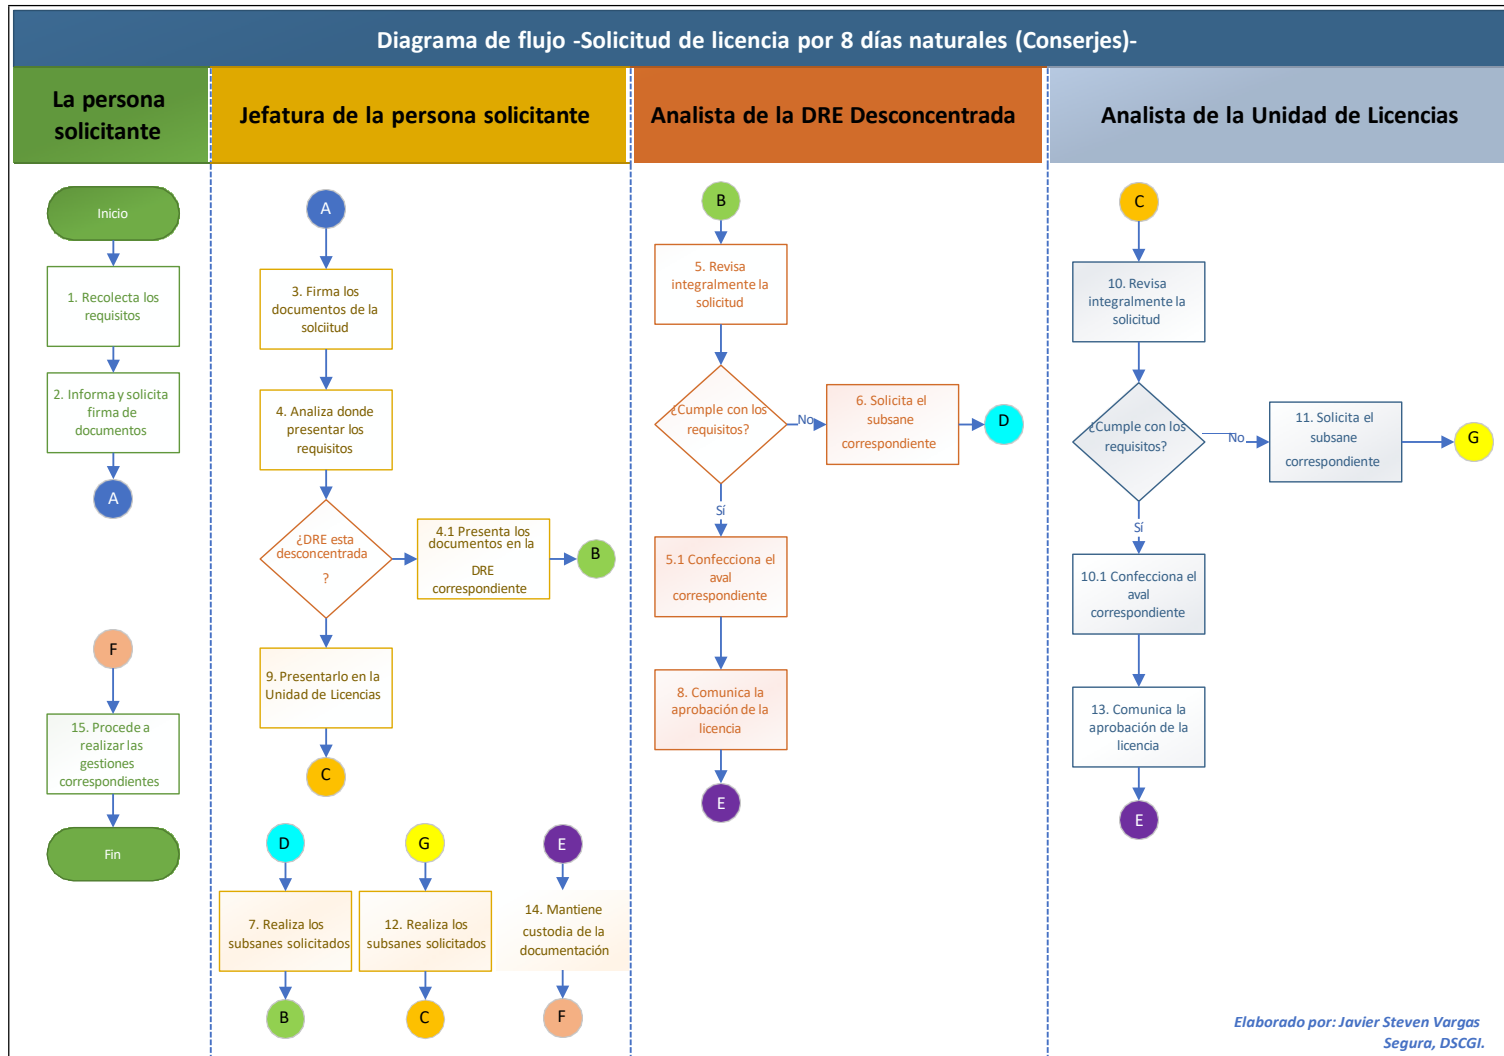 Diagrama de flujo -Solicitud de licencia por 8 días naturales (Conserjes)-
La persona
solicitante
Jefatura de la persona solicitante
Analista de la DRE Desconcentrada
Analista de la Unidad de Licencias
Inicio
1. Recolecta los
requisitos
2. Informa y solicita
firma de
documentos
A
F
15. Procede a
realizar las
gestiones
correspondientes
Fin
A
3. Firma los
documentos de la
solciitud
4. Analiza donde
presentar los
requisitos
¿DRE esta
desconcentrada
?
4.1 Presenta los
documentos en la
DRE
correspondiente
B
9. Presentarlo en la
Unidad de Licencias
C
D
7. Realiza los
subsanes solicitados
B
G
12. Realiza los
subsanes solicitados
C
E
14. Mantiene
custodia de la
documentación
F
B
5. Revisa
integralmente la
solicitud
¿Cumple con los
requisitos?
No
6. Solicita el
subsane
correspondiente
D
Sí
5.1 Confecciona el
aval
correspondiente
8. Comunica la
aprobación de la
licencia
E
C
10. Revisa
integralmente la
solicitud
¿Cumple con los
requisitos?
No
11. Solicita el
subsane
correspondiente
G
Sí
10.1 Confecciona el
aval
correspondiente
13. Comunica la
aprobación de la
licencia
E
Elaborado por: Javier Steven Vargas
Segura, DSCGI.